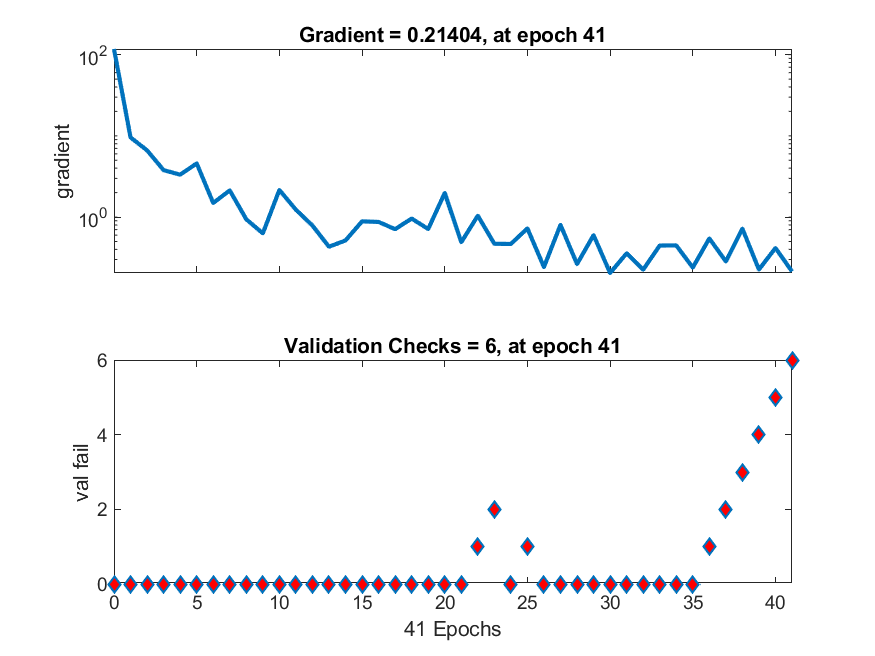 Gradient = 0.21404, at epoch 41
10^2
10^0
gradient
Validation Checks = 6, at epoch 41
6
4
2
0
val fail
0 5 10 15 20 25 30 35 40
41 Epochs